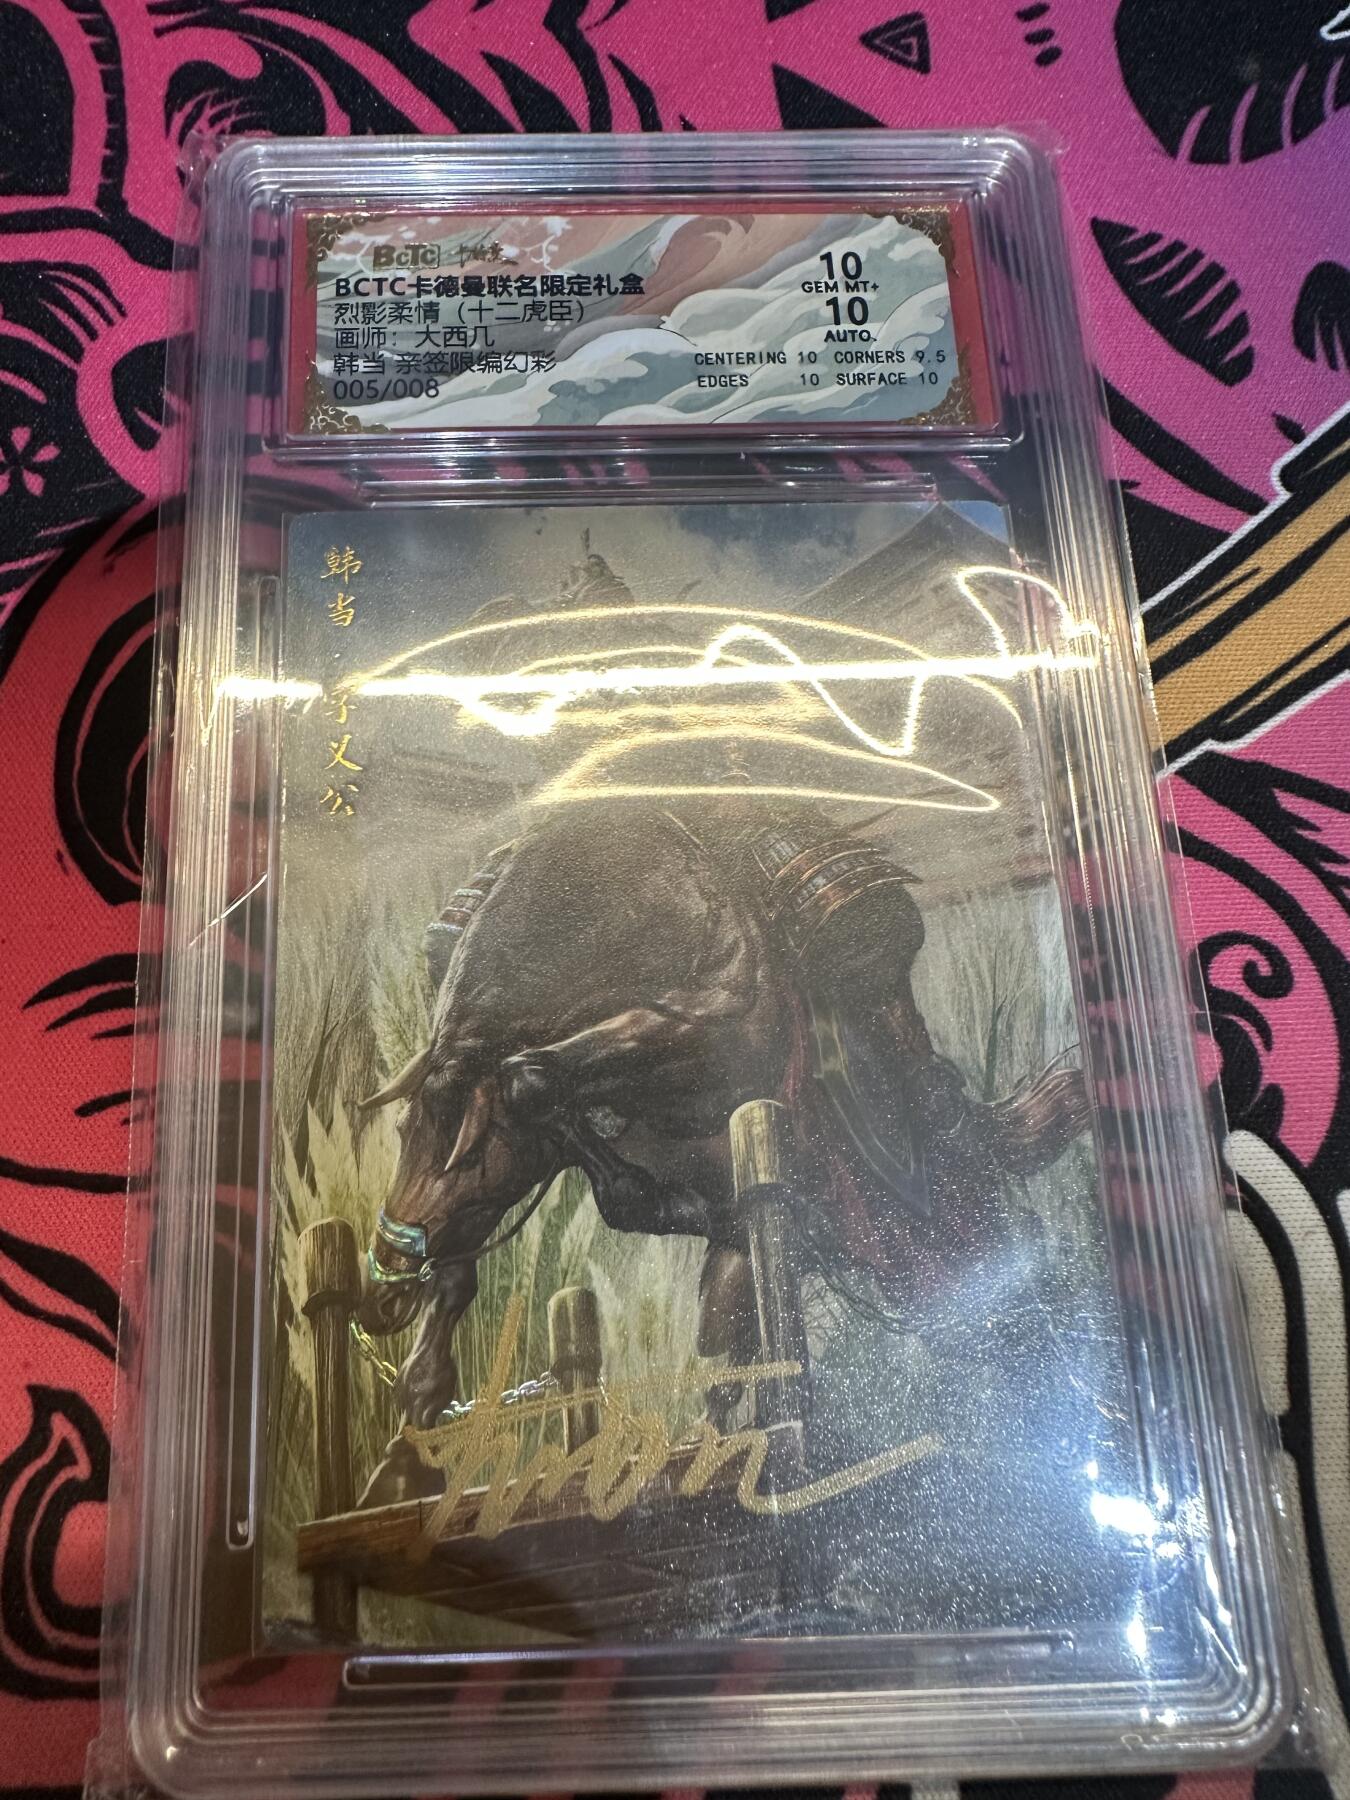 BCTC
BCTC卡德曼联名限定礼盒
烈影柔情（十二虎臣）
画师：大西几
韩当 亲签限编幻彩
005/008
10
GEM MT+
10
AUTO.
CENTERING 10 CORNERS 9.5
EDGES 10 SURFACE 10
韩当 字义公